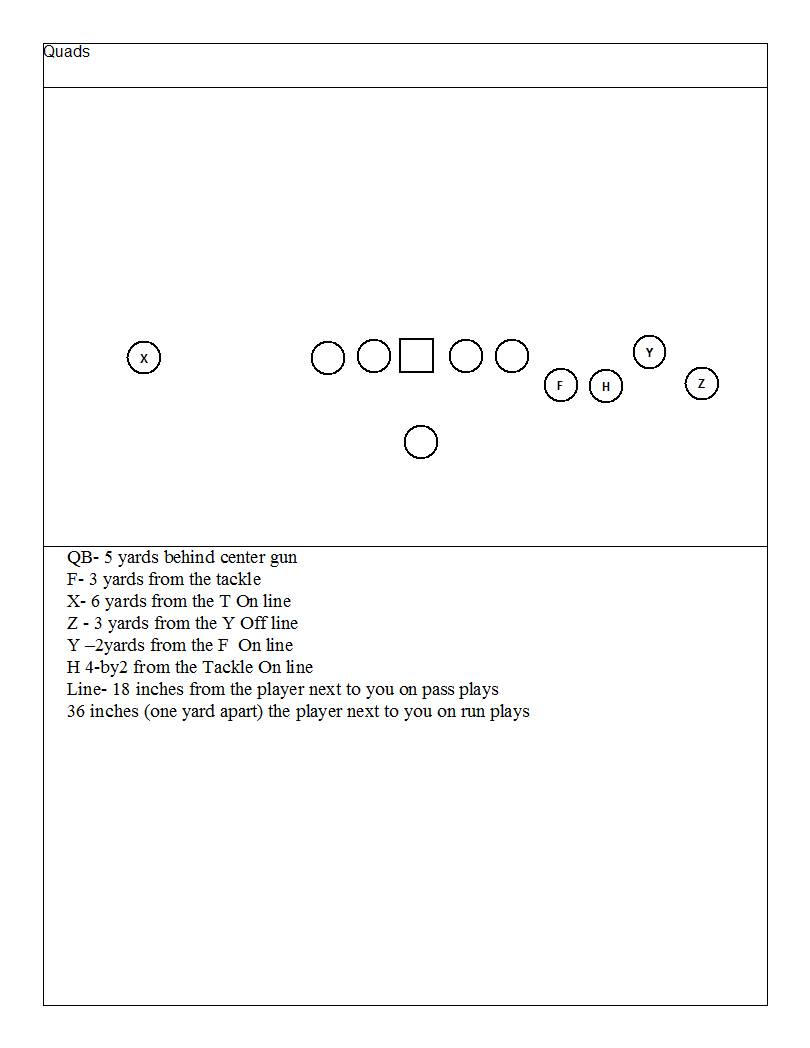 Quads
X
Y
F
H
Z
QB- 5 yards behind center gun
F- 3 yards from the tackle
X- 6 yards from the T On line
Z - 3 yards from the Y Off line
Y –2yards from the F  On line
H 4-by2 from the Tackle On line
Line- 18 inches from the player next to you on pass plays
36 inches (one yard apart) the player next to you on run plays